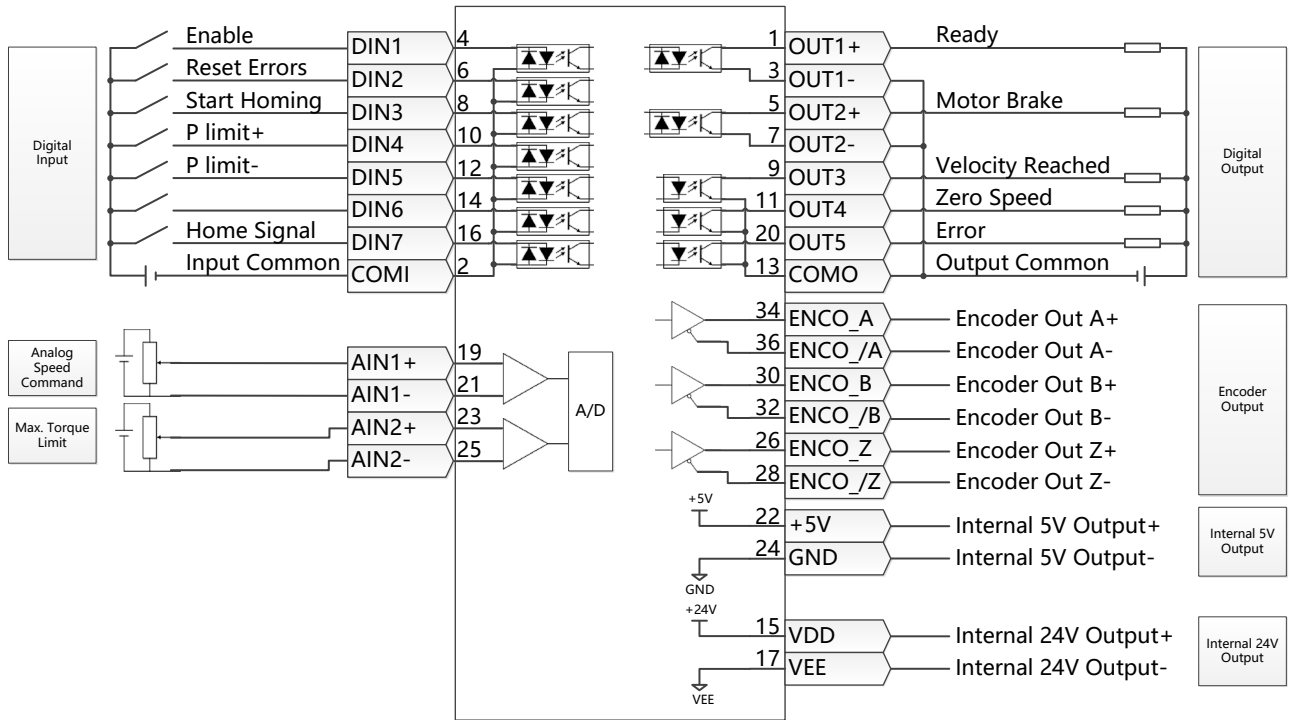 Digital
Input
Enable
DIN1
4
Reset Errors
DIN2
6
Start Homing
DIN3
8
P limit+
DIN4
10
P limit-
DIN5
12
DIN6
14
Home Signal
DIN7
16
Input Common
COMI
2
Analog
Speed
Command
AIN1+
19
AIN1-
21
Max. Torque
Limit
AIN2+
23
AIN2-
25
A/D
1
OUT1+
Ready
3
OUT1-
5
OUT2+
Motor Brake
7
OUT2-
9
OUT3
Velocity Reached
11
OUT4
Zero Speed
20
OUT5
Error
13
COMO
Output Common
Digital
Output
34
ENCO_A
Encoder Out A+
36
ENCO_/A
Encoder Out A-
30
ENCO_B
Encoder Out B+
32
ENCO_/B
Encoder Out B-
26
ENCO_Z
Encoder Out Z+
28
ENCO_/Z
Encoder Out Z-
Encoder
Output
+5V
22
+5V
Internal 5V Output+
24
GND
Internal 5V Output-
GND
Internal 5V
Output
+24V
15
VDD
Internal 24V Output+
17
VEE
Internal 24V Output-
VEE
Internal 24V
Output